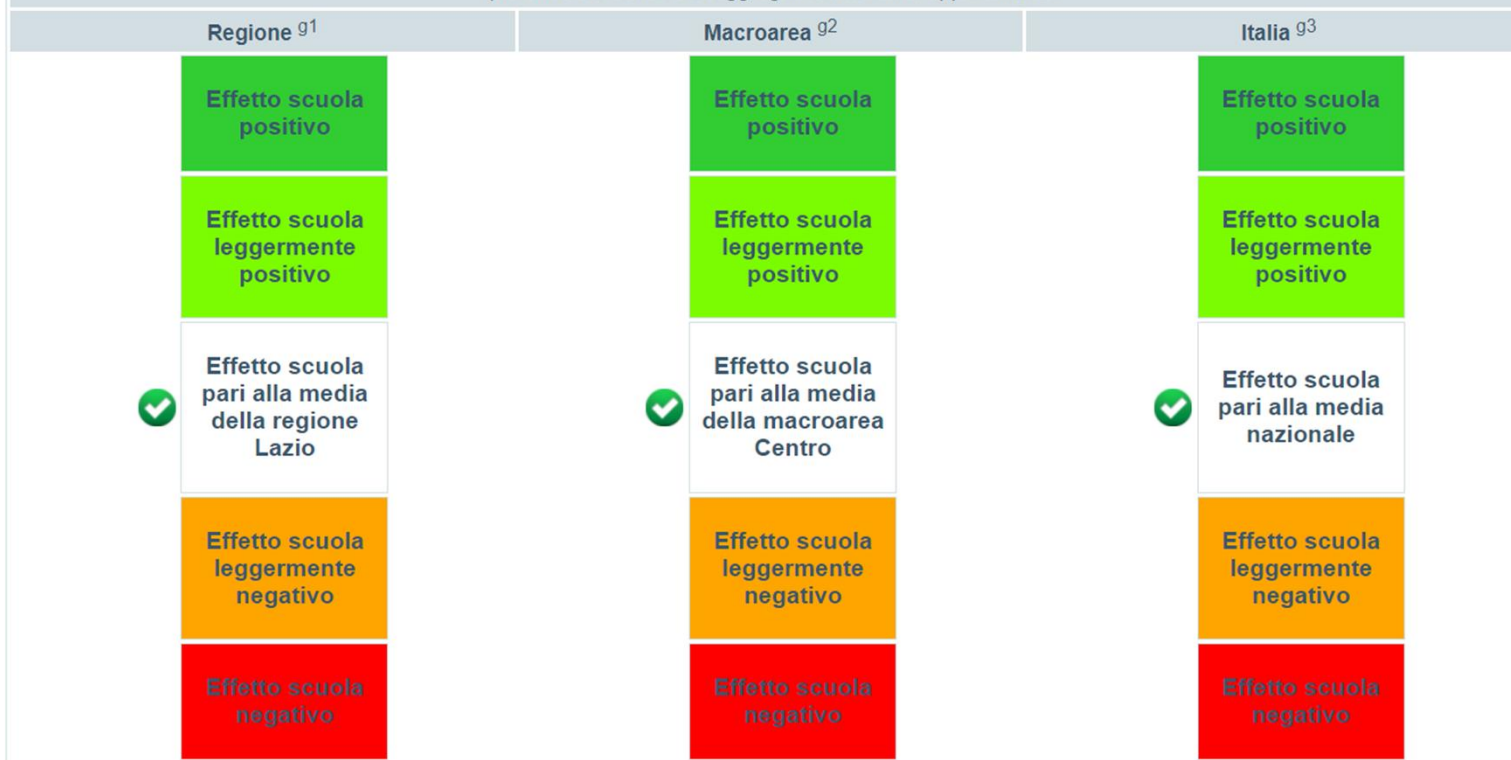 Regione g1
Macroarea g2
Italia g3
Effetto scuola
positivo
Effetto scuola
positivo
Effetto scuola
positivo
Effetto scuola
leggermente
positivo
Effetto scuola
leggermente
positivo
Effetto scuola
leggermente
positivo
Effetto scuola
pari alla media
della regione
Lazio
Effetto scuola
pari alla media
della macroarea
Centro
Effetto scuola
pari alla media
nazionale
Effetto scuola
leggermente
negativo
Effetto scuola
leggermente
negativo
Effetto scuola
leggermente
negativo
Effetto scuola
negativo
Effetto scuola
negativo
Effetto scuola
negativo